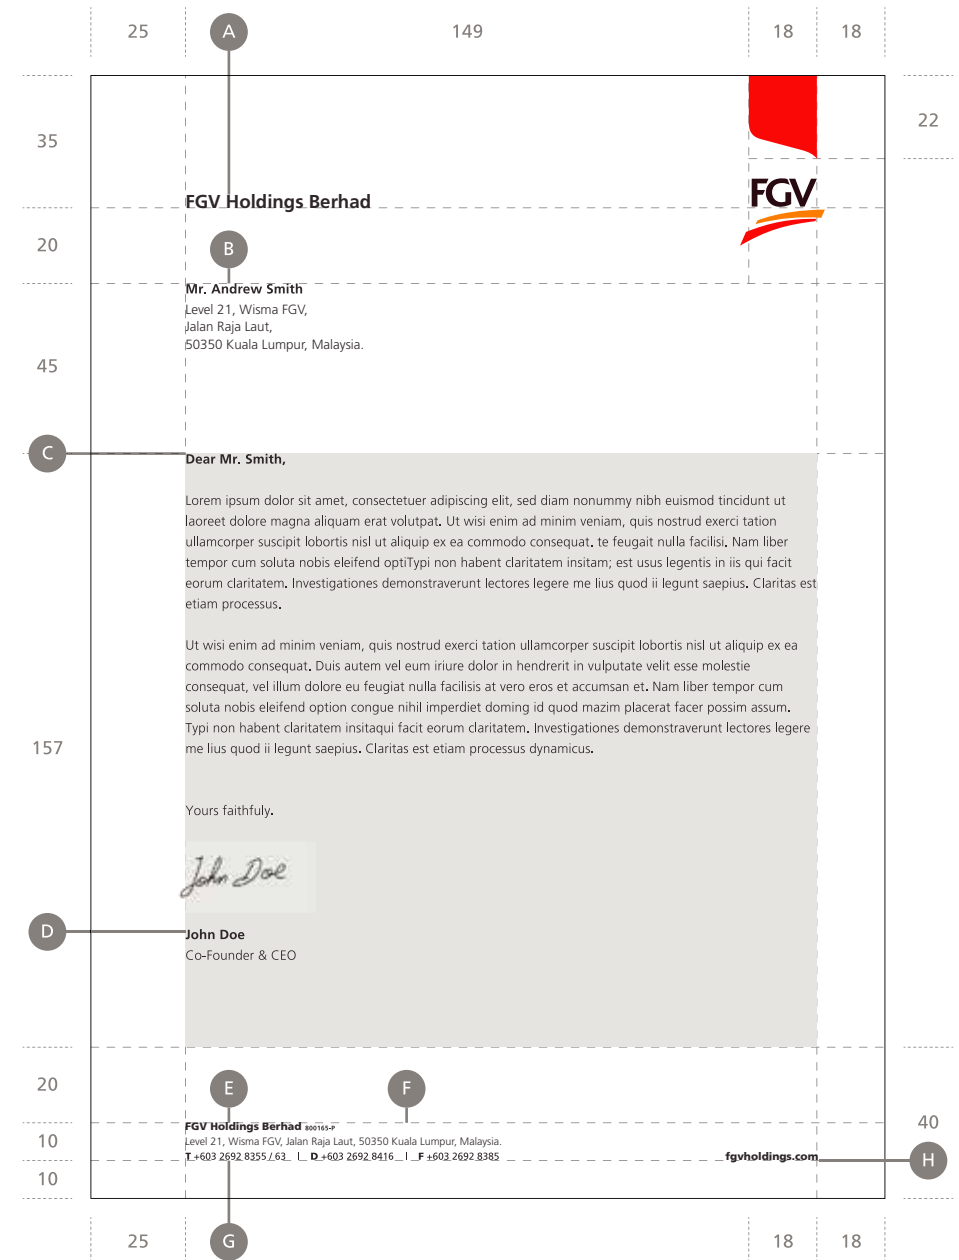 25
A
149
18
18
35
22
FGV
FGV Holdings Berhad
20
B
Mr. Andrew Smith
Level 21, Wisma FGV,
Jalan Raja Laut,
50350 Kuala Lumpur, Malaysia.
45
C
Dear Mr. Smith,
Lorem ipsum dolor sit amet, consectetuer adipiscing elit, sed diam nonummy nibh euismod tincidunt ut
laoreet dolore magna aliquam erat volutpat. Ut wisi enim ad minim veniam, quis nostrud exerci tation
ullamcorper suscipit lobortis nisl ut aliquip ex ea commodo consequat. te feugait nulla facilisi. Nam liber
tempor cum soluta nobis eleifend optiTypi non habent claritatem insitam; est usus legentis in iis qui facit
eorum claritatem. Investigationes demonstraverunt lectores legere me lius quod ii legunt saepius. Claritas est
etiam processus.
Ut wisi enim ad minim veniam, quis nostrud exerci tation ullamcorper suscipit lobortis nisl ut aliquip ex ea
commodo consequat. Duis autem vel eum iriure dolor in hendrerit in vulputate velit esse molestie
consequat, vel illum dolore eu feugiat nulla facilisis at vero eros et accumsan et. Nam liber tempor cum
soluta nobis eleifend option congue nihil imperdiet doming id quod mazim placerat facer possim assum.
Typi non habent claritatem insitaqui facit eorum claritatem. Investigationes demonstraverunt lectores legere
me lius quod ii legunt saepius. Claritas est etiam processus dynamicus.
157
Yours faithfuly.
John Doe
D
John Doe
Co-Founder & CEO
20
E
F
FGV Holdings Berhad 800165-P
40
10
Level 21, Wisma FGV, Jalan Raja Laut, 50350 Kuala Lumpur, Malaysia.
T +603 2692 8355 / 63 | D +603 2692 8416 | F +603 2692 8385
fgvholdings.com
H
10
25
G
18
18